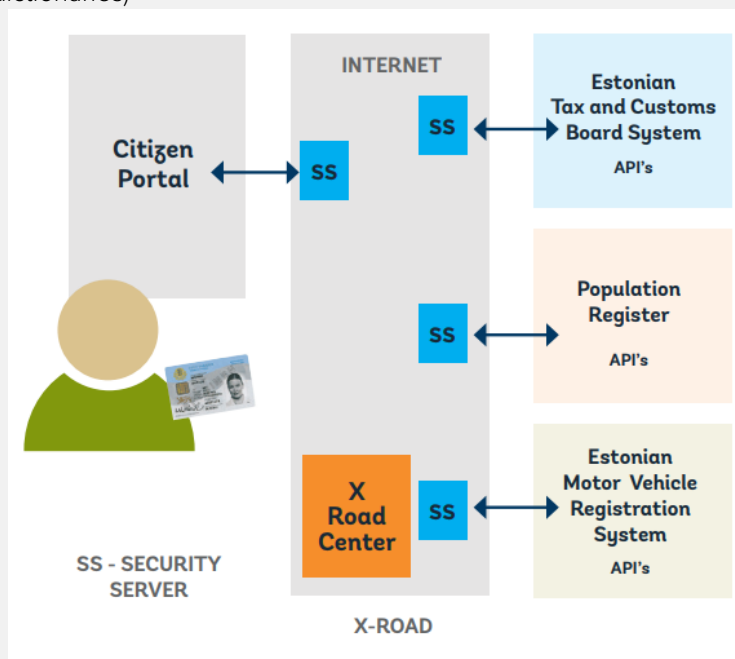 INTERNET
Citizen
Portal
SS
SS
Estonian
Tax and Customs
Board System
API's
SS
Population
Register
API's
X
Road
Center
SS
Estonian
Motor Vehicle
Registration
System
API's
SS - SECURITY
SERVER
X-ROAD